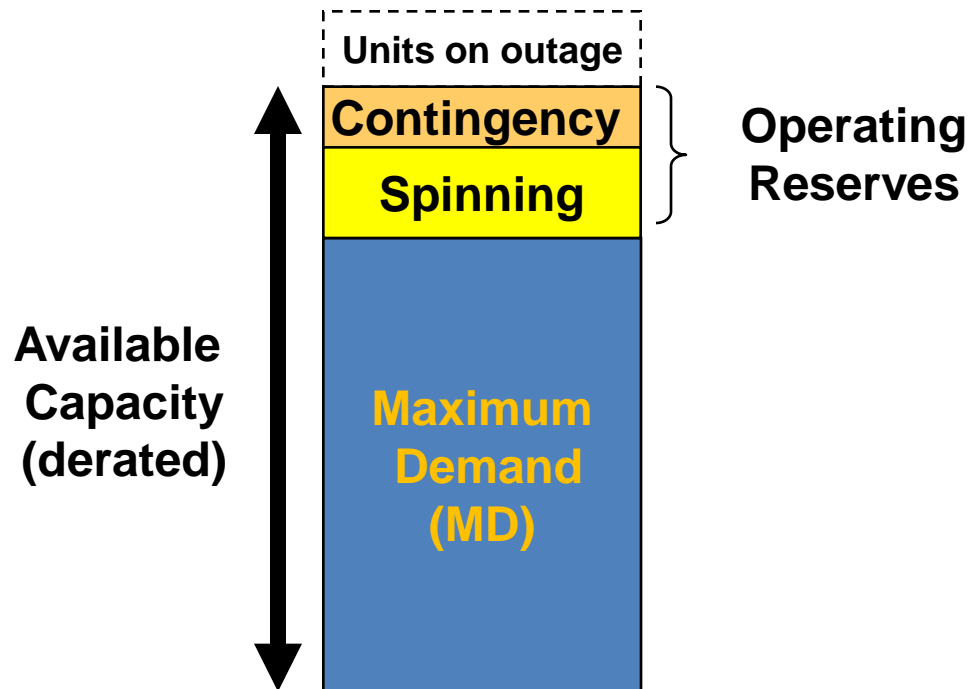 Units on outage
Contingency
Spinning
Operating
Reserves
Available
Capacity
(derated)
Maximum
Demand
(MD)